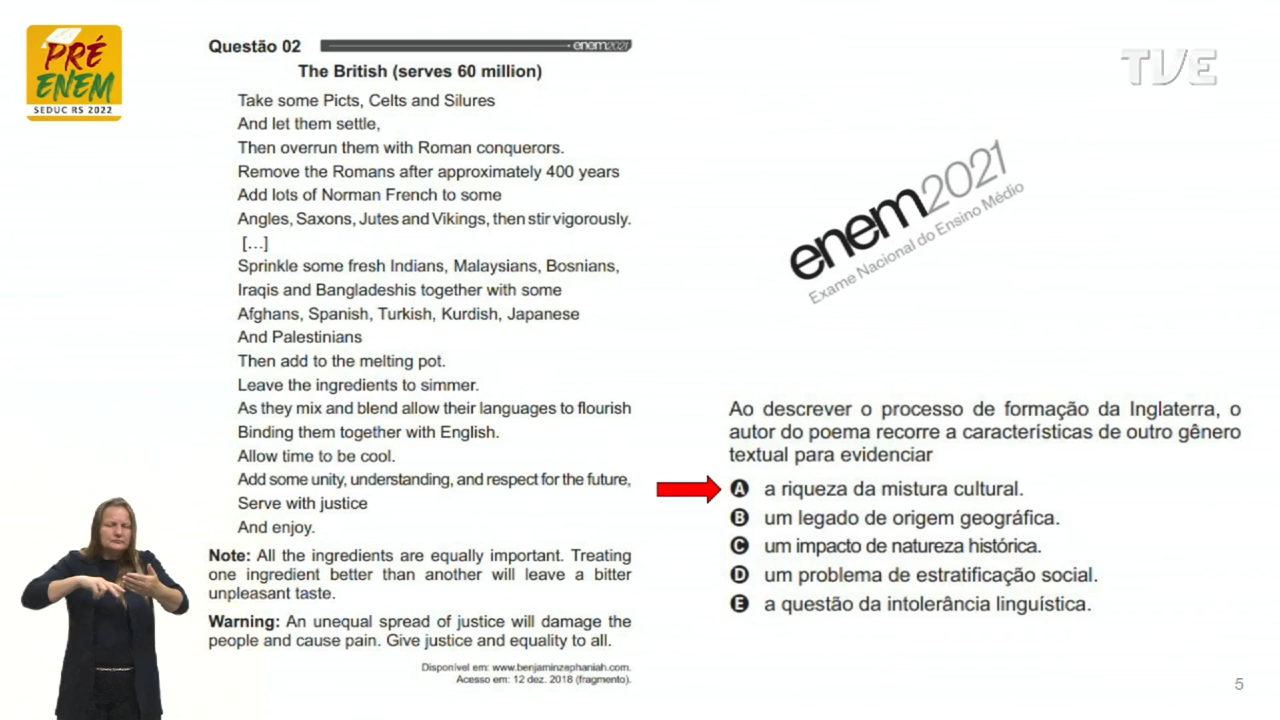 PRÉ
ENEM
SEDUC RS 2022
TVE
Questão 02
enem2021
The British (serves 60 million)
Take some Picts, Celts and Silures
And let them settle,
Then overrun them with Roman conquerors.
Remove the Romans after approximately 400 years
Add lots of Norman French to some
Angles, Saxons, Jutes and Vikings, then stir vigorously.
[...]
Sprinkle some fresh Indians, Malaysians, Bosnians,
Iraqis and Bangladeshis together with some
Afghans, Spanish, Turkish, Kurdish, Japanese
And Palestinians
Then add to the melting pot.
Leave the ingredients to simmer.
As they mix and blend allow their languages to flourish
Binding them together with English.
Allow time to be cool.
Add some unity, understanding, and respect for the future,
Serve with justice
And enjoy.
Note: All the ingredients are equally important. Treating
one ingredient better than another will leave a bitter
unpleasant taste.
Warning: An unequal spread of justice will damage the
people and cause pain. Give justice and equality to all.
Disponível em: www.benjaminzephaniah.com.
Acesso em: 12 dez. 2018 (fragmento).
enem2021
Exame Nacional do Ensino Médio
Ao descrever o processo de formação da Inglaterra, o
autor do poema recorre a características de outro gênero
textual para evidenciar
A a riqueza da mistura cultural.
B um legado de origem geográfica.
C um impacto de natureza histórica.
D um problema de estratificação social.
E a questão da intolerância linguística.
5